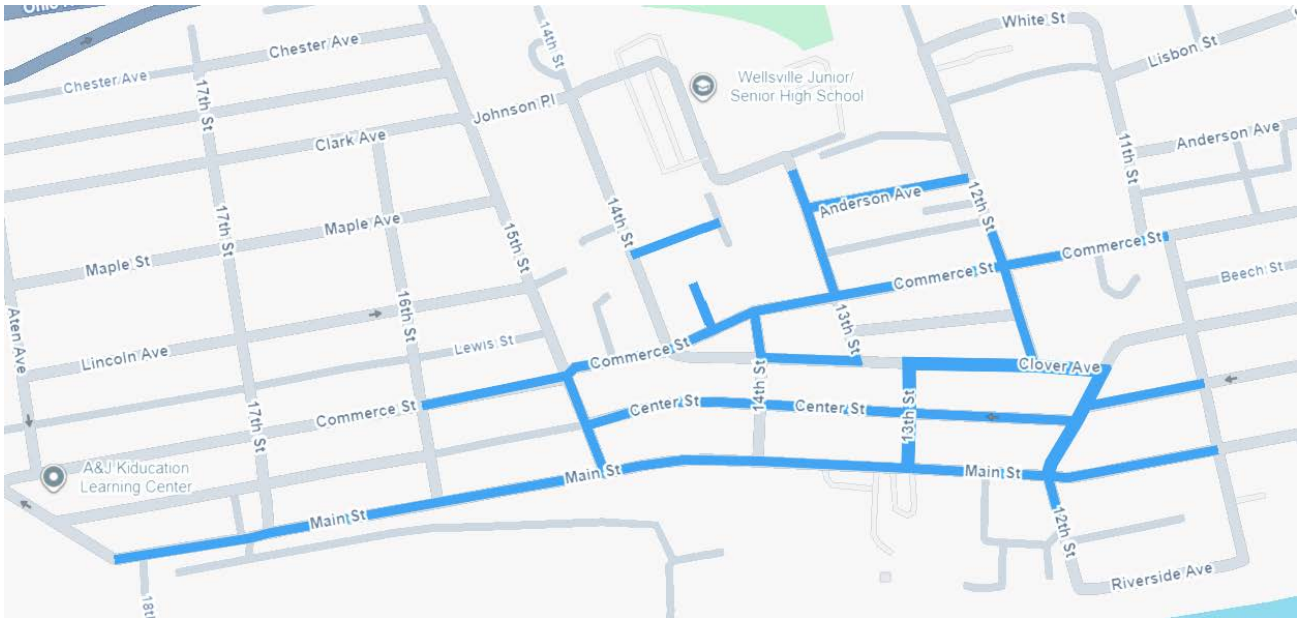 Ohio
Chester Ave
Chester Ave
14th St
White St
Lisbon St
17th St
Johnson Pl
Wellsville Junior/
Senior High School
Clark Ave
11th St
Anderson Ave
17th St
Maple Ave
Maple St
15th St
14th St
Anderson Ave
12th St
Commerce St
Commerce St
Beech St
Aten Ave
16th St
Lincoln Ave
Lewis St
Commerce St
13th St
Clover Ave
Commerce St
17th St
Center St
14th St
Center St
13th St
A&J Kiducation
Learning Center
Main St
Main St
Main St
12th St
Riverside Ave
18th